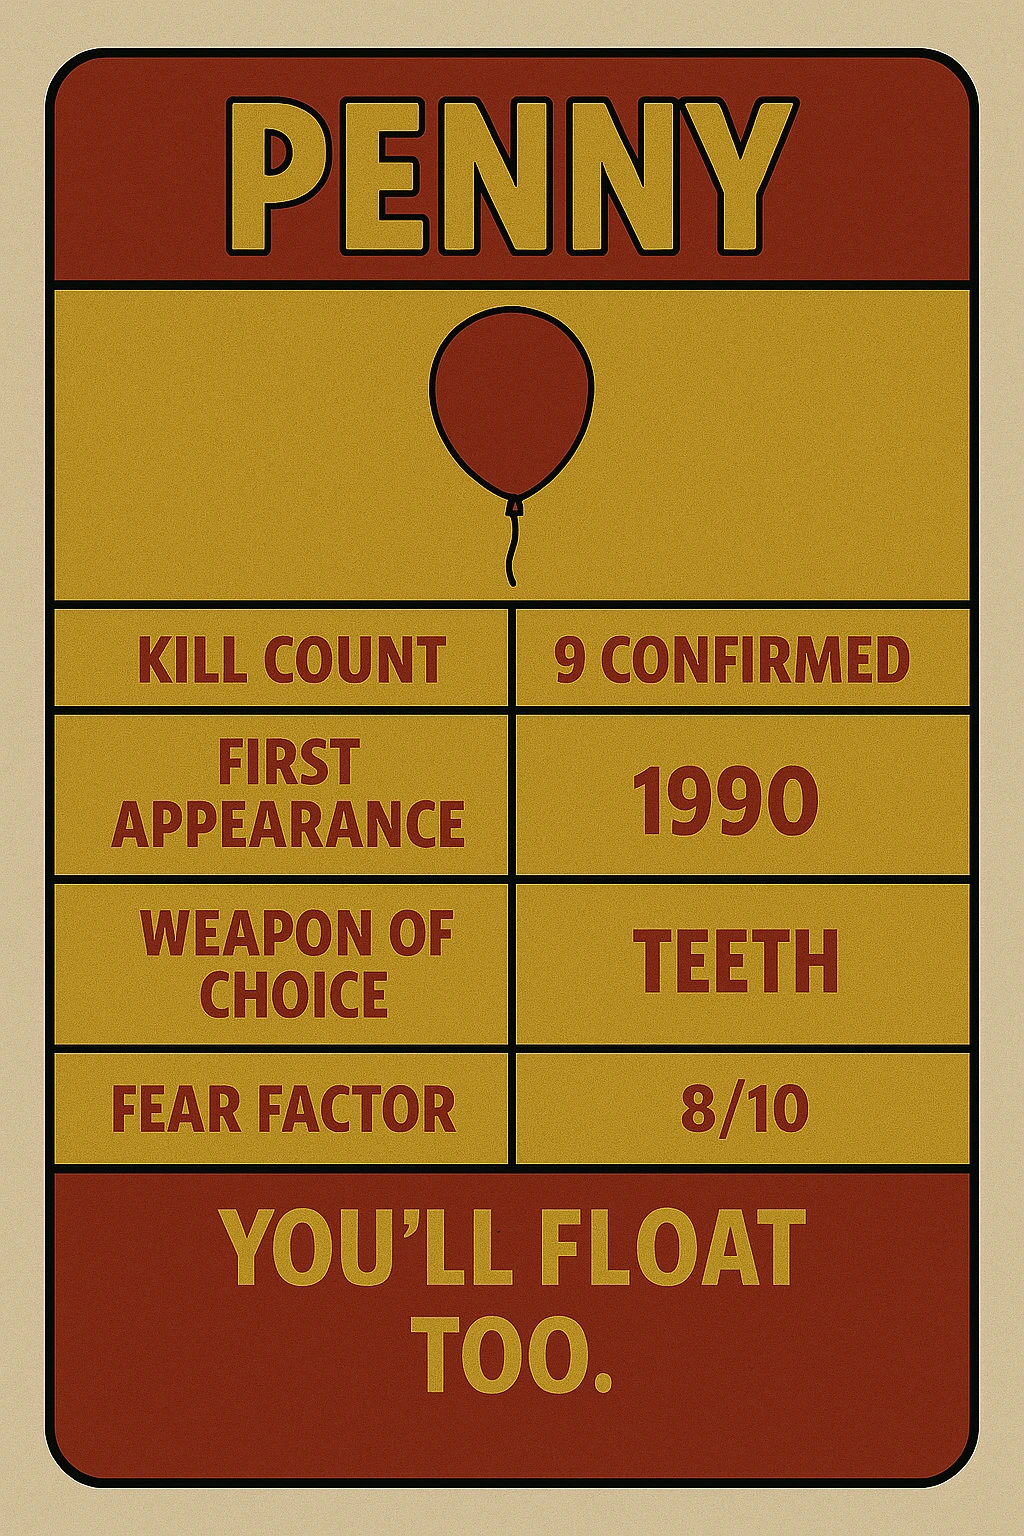 PENNY
KILL COUNT
9 CONFIRMED
FIRST
APPEARANCE
1990
WEAPON OF
CHOICE
TEETH
FEAR FACTOR
8/10
YOU’LL FLOAT
TOO.